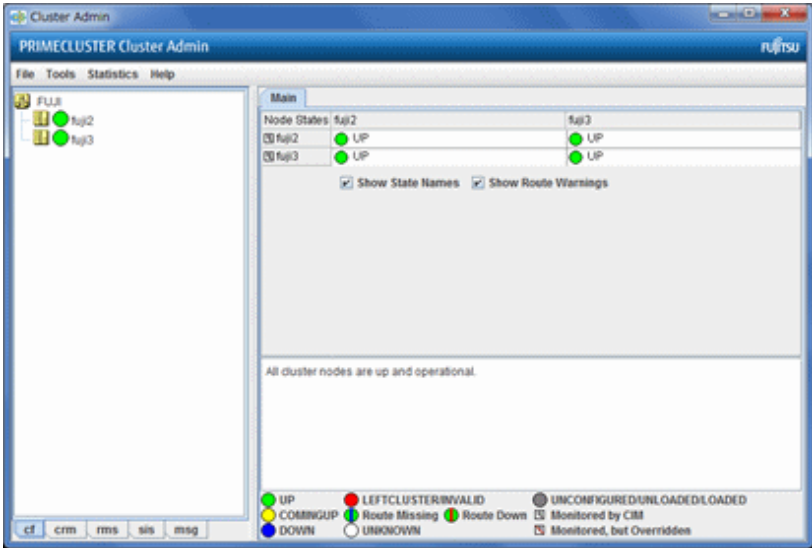 Cluster Admin
PRIMECLUSTER Cluster Admin
FUJITSU
File Tools Statistics Help
FUJI
fuji2
fuji3
Main
Node States fuji2 fuji3
fuji2 UP UP
fuji3 UP UP
Show State Names Show Route Warnings
All cluster nodes are up and operational.
UP LEFTCLUSTER/INVALID UNCONFIGURED/UNLOADED/LOADED
COMINGUP Route Missing Route Down Monitored by CIM
DOWN UNKNOWN Monitored, but Overridden
cf crm rms sis msg